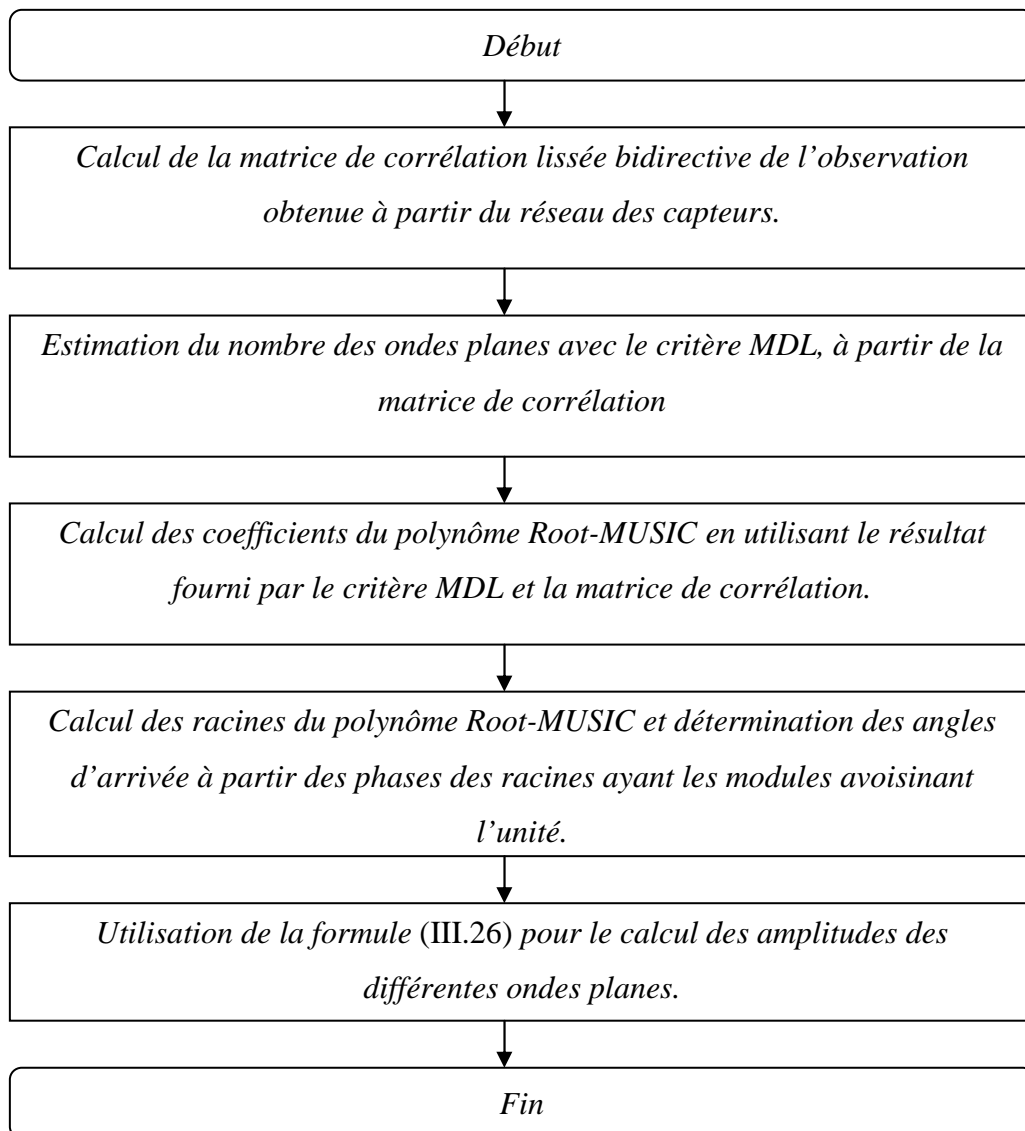 Début
Calcul de la matrice de corrélation lissée bidirective de l’observation
obtenue à partir du réseau des capteurs.
Estimation du nombre des ondes planes avec le critère MDL, à partir de la
matrice de corrélation
Calcul des coefficients du polynôme Root-MUSIC en utilisant le résultat
fourni par le critère MDL et la matrice de corrélation.
Calcul des racines du polynôme Root-MUSIC et détermination des angles
d’arrivée à partir des phases des racines ayant les modules avoisinant
l’unité.
Utilisation de la formule (III.26) pour le calcul des amplitudes des
différentes ondes planes.
Fin